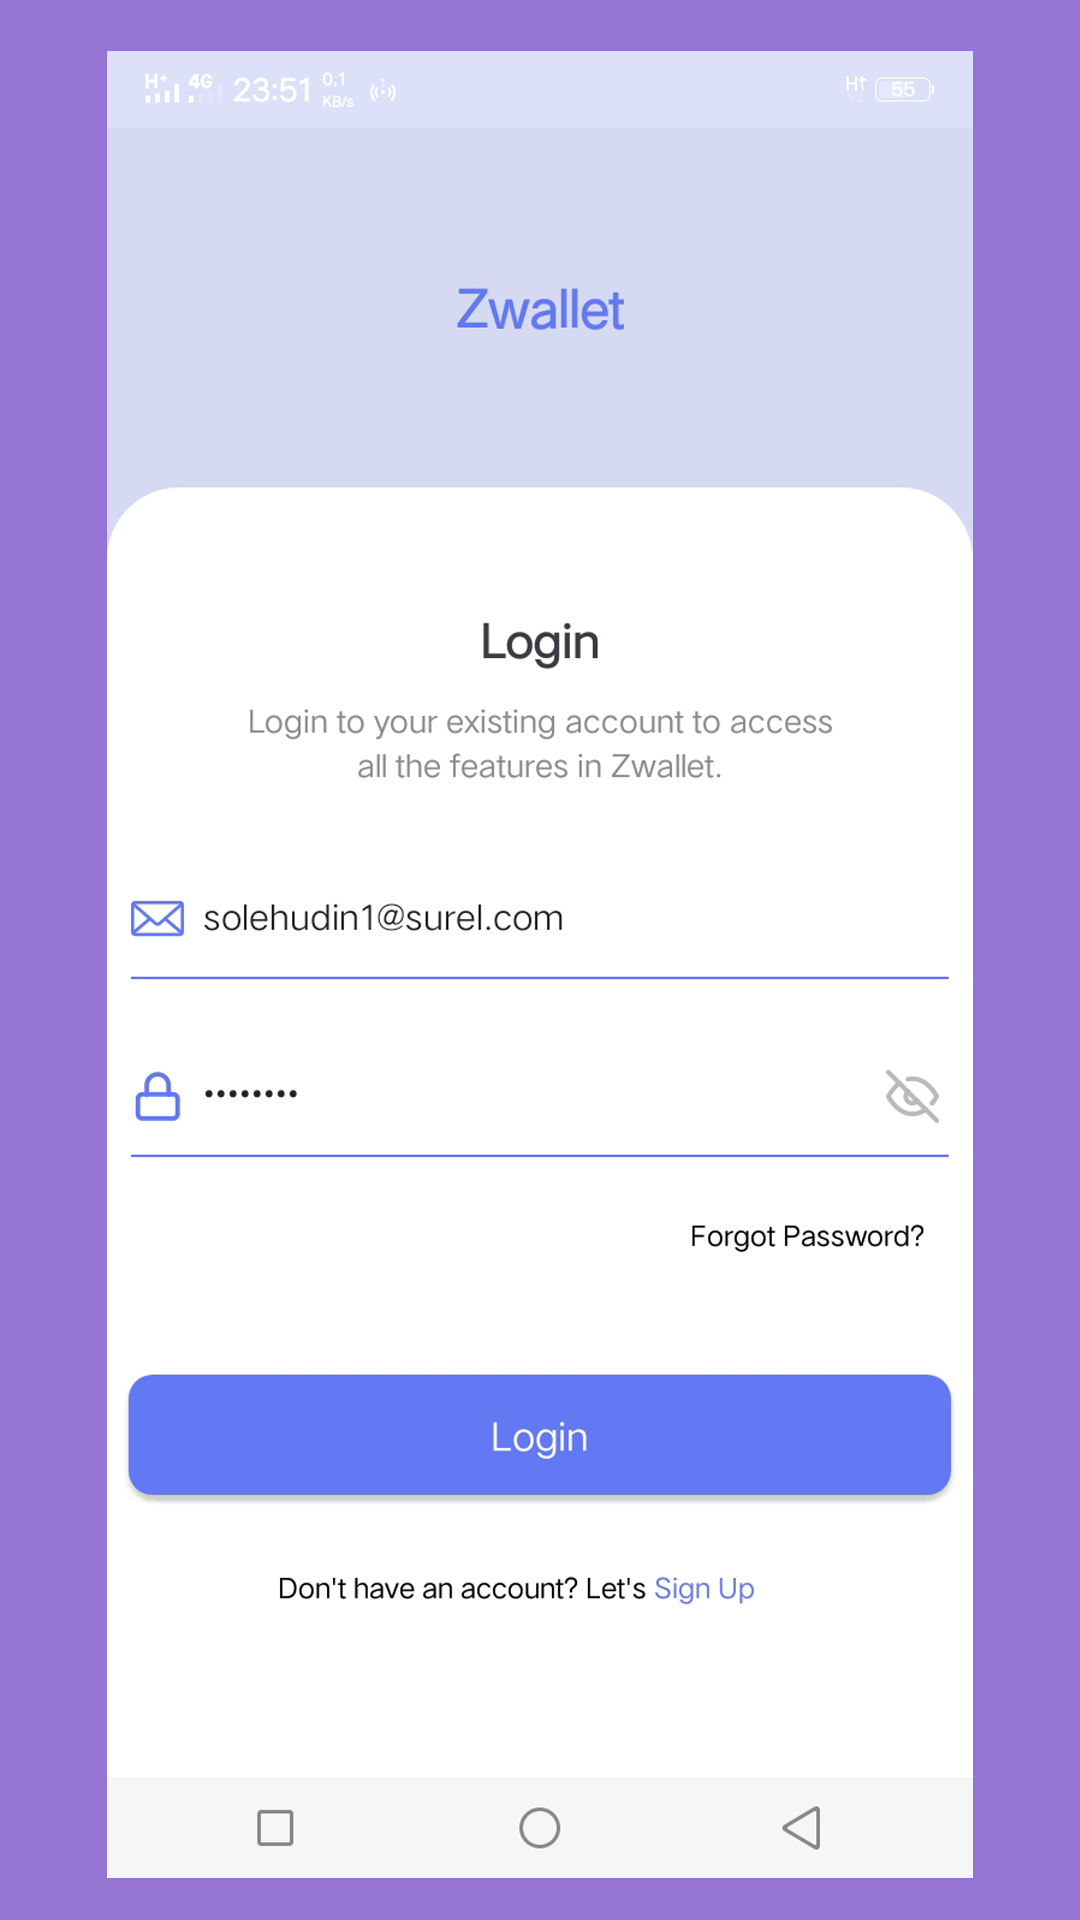 H+ 4G 23:51 0,1 KB/s H+ 55
Zwallet
Login
Login to your existing account to access
all the features in Zwallet.
solehudin1@surel.com
••••••••
Forgot Password?
Login
Don't have an account? Let's Sign Up